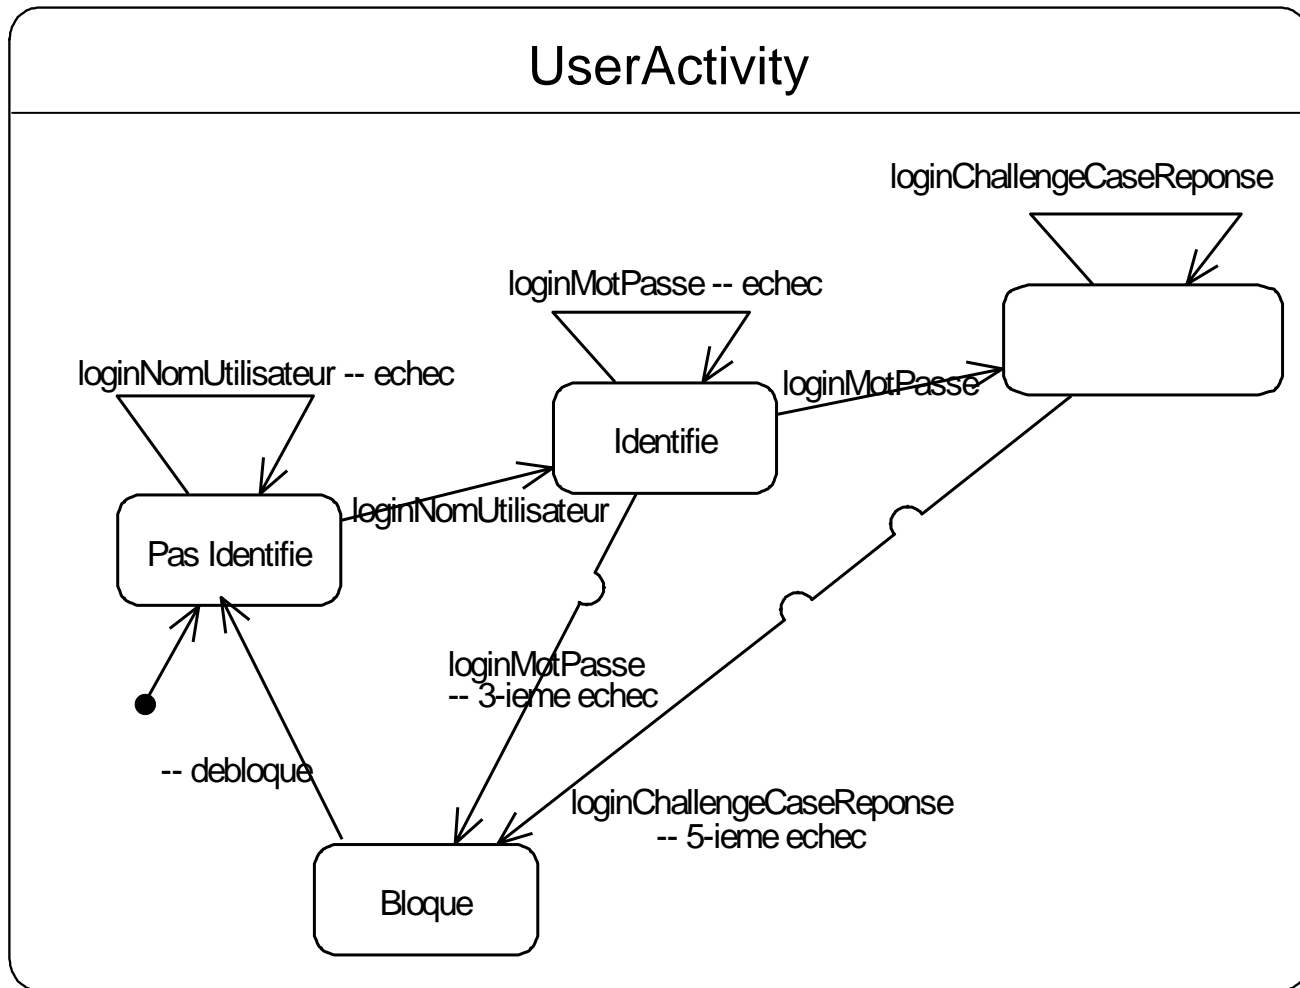 UserActivity
loginChallengeCaseReponse
loginMotPasse -- echec
loginNomUtilisateur -- echec
loginMotPasse
Identifie
loginNomUtilisateur
Pas Identifie
loginMotPasse
-- 3-ieme echec
-- debloque
loginChallengeCaseReponse
-- 5-ieme echec
Bloque